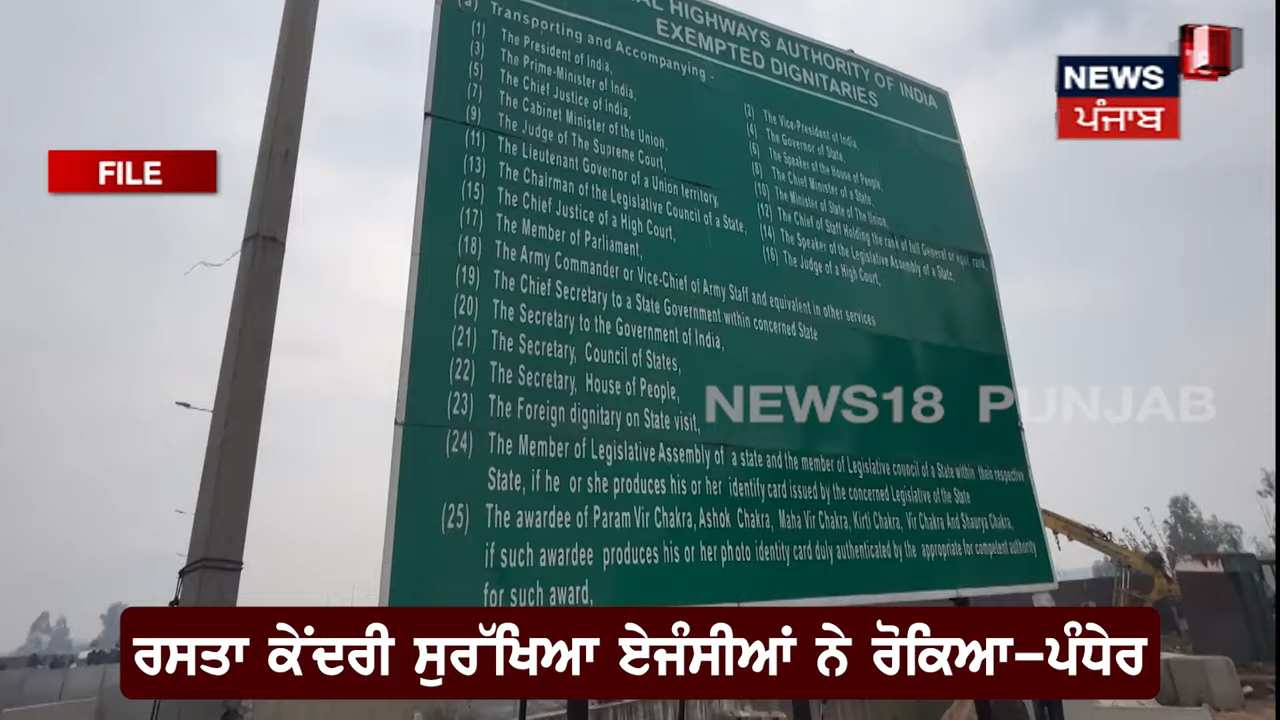 NAL HIGHWAYS AUTHORITY OF INDIA
EXEMPTED DIGNITARIES
(a) Transporting and Accompanying -
(1) The President of India,
(2) The Vice-President of India,
(3) The Prime-Minister of India,
(4) The Governor of State,
(5) The Chief Justice of India,
(6) The Speaker of the House of People,
(7) The Cabinet Minister of the Union,
(8) The Chief Minister of a State,
(9) The Judge of The Supreme Court,
(10) The Minister of State of The Union,
(11) The Lieutenant Governor of a Union territory,
(12) The Chief of Staff Holding the rank of full General or equi. rank,
(13) The Chairman of the Legislative Council of a State,
(14) The Speaker of the Legislative Assembly of a State,
(15) The Chief Justice of a High Court,
(16) The Judge of a High Court,
(17) The Member of Parliament,
(18) The Army Commander or Vice-Chief of Army Staff and equivalent in other services
(19) The Chief Secretary to a State Government within concerned State
(20) The Secretary to the Government of India,
(21) The Secretary, Council of States,
(22) The Secretary, House of People,
(23) The Foreign dignitary on State visit,
(24) The Member of Legislative Assembly of a state and the member of Legislative council of a State within their respective
State, if he or she produces his or her identify card issued by the concerned Legislative of the State
(25) The awardee of Param Vir Chakra, Ashok Chakra, Maha Vir Chakra, Kirti Chakra, Vir Chakra And Shaurya Chakra,
if such awardee produces his or her photo identity card duly authenticated by the appropriate for competent authority
for such award,
FILE
NEWS
ਪੰਜਾਬ
NEWS18 PUNJAB
ਰਸਤਾ ਕੇਂਦਰੀ ਸੁਰੱਖਿਆ ਏਜੰਸੀਆਂ ਨੇ ਰੋਕਿਆ–ਪੰਧੇਰ